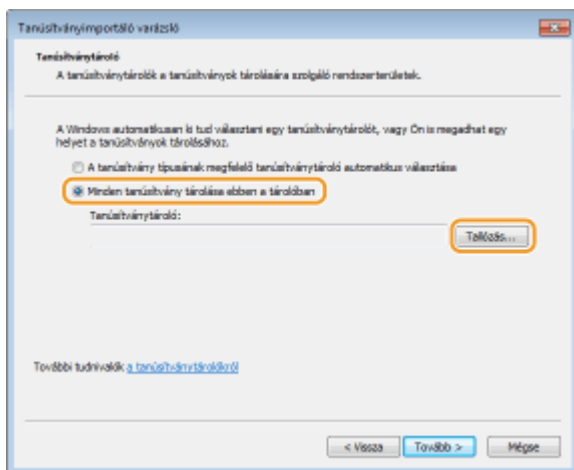 Tanúsítványimportáló varázsló
Tanúsítványtároló
A tanúsítványtárolók a tanúsítványok tárolására szolgáló rendszerterületek.
A Windows automatikusan ki tud választani egy tanúsítványtárolót, vagy Ön is megadhat egy
helyet a tanúsítványok tárolásához.
A tanúsítvány típusának megfelelő tanúsítványtároló automatikus választása
Minden tanúsítvány tárolása ebben a tárolóban
Tanúsítványtároló:
Tallózás...
További tudnivalók a tanúsítványtárolókról
< Vissza
Tovább >
Mégse